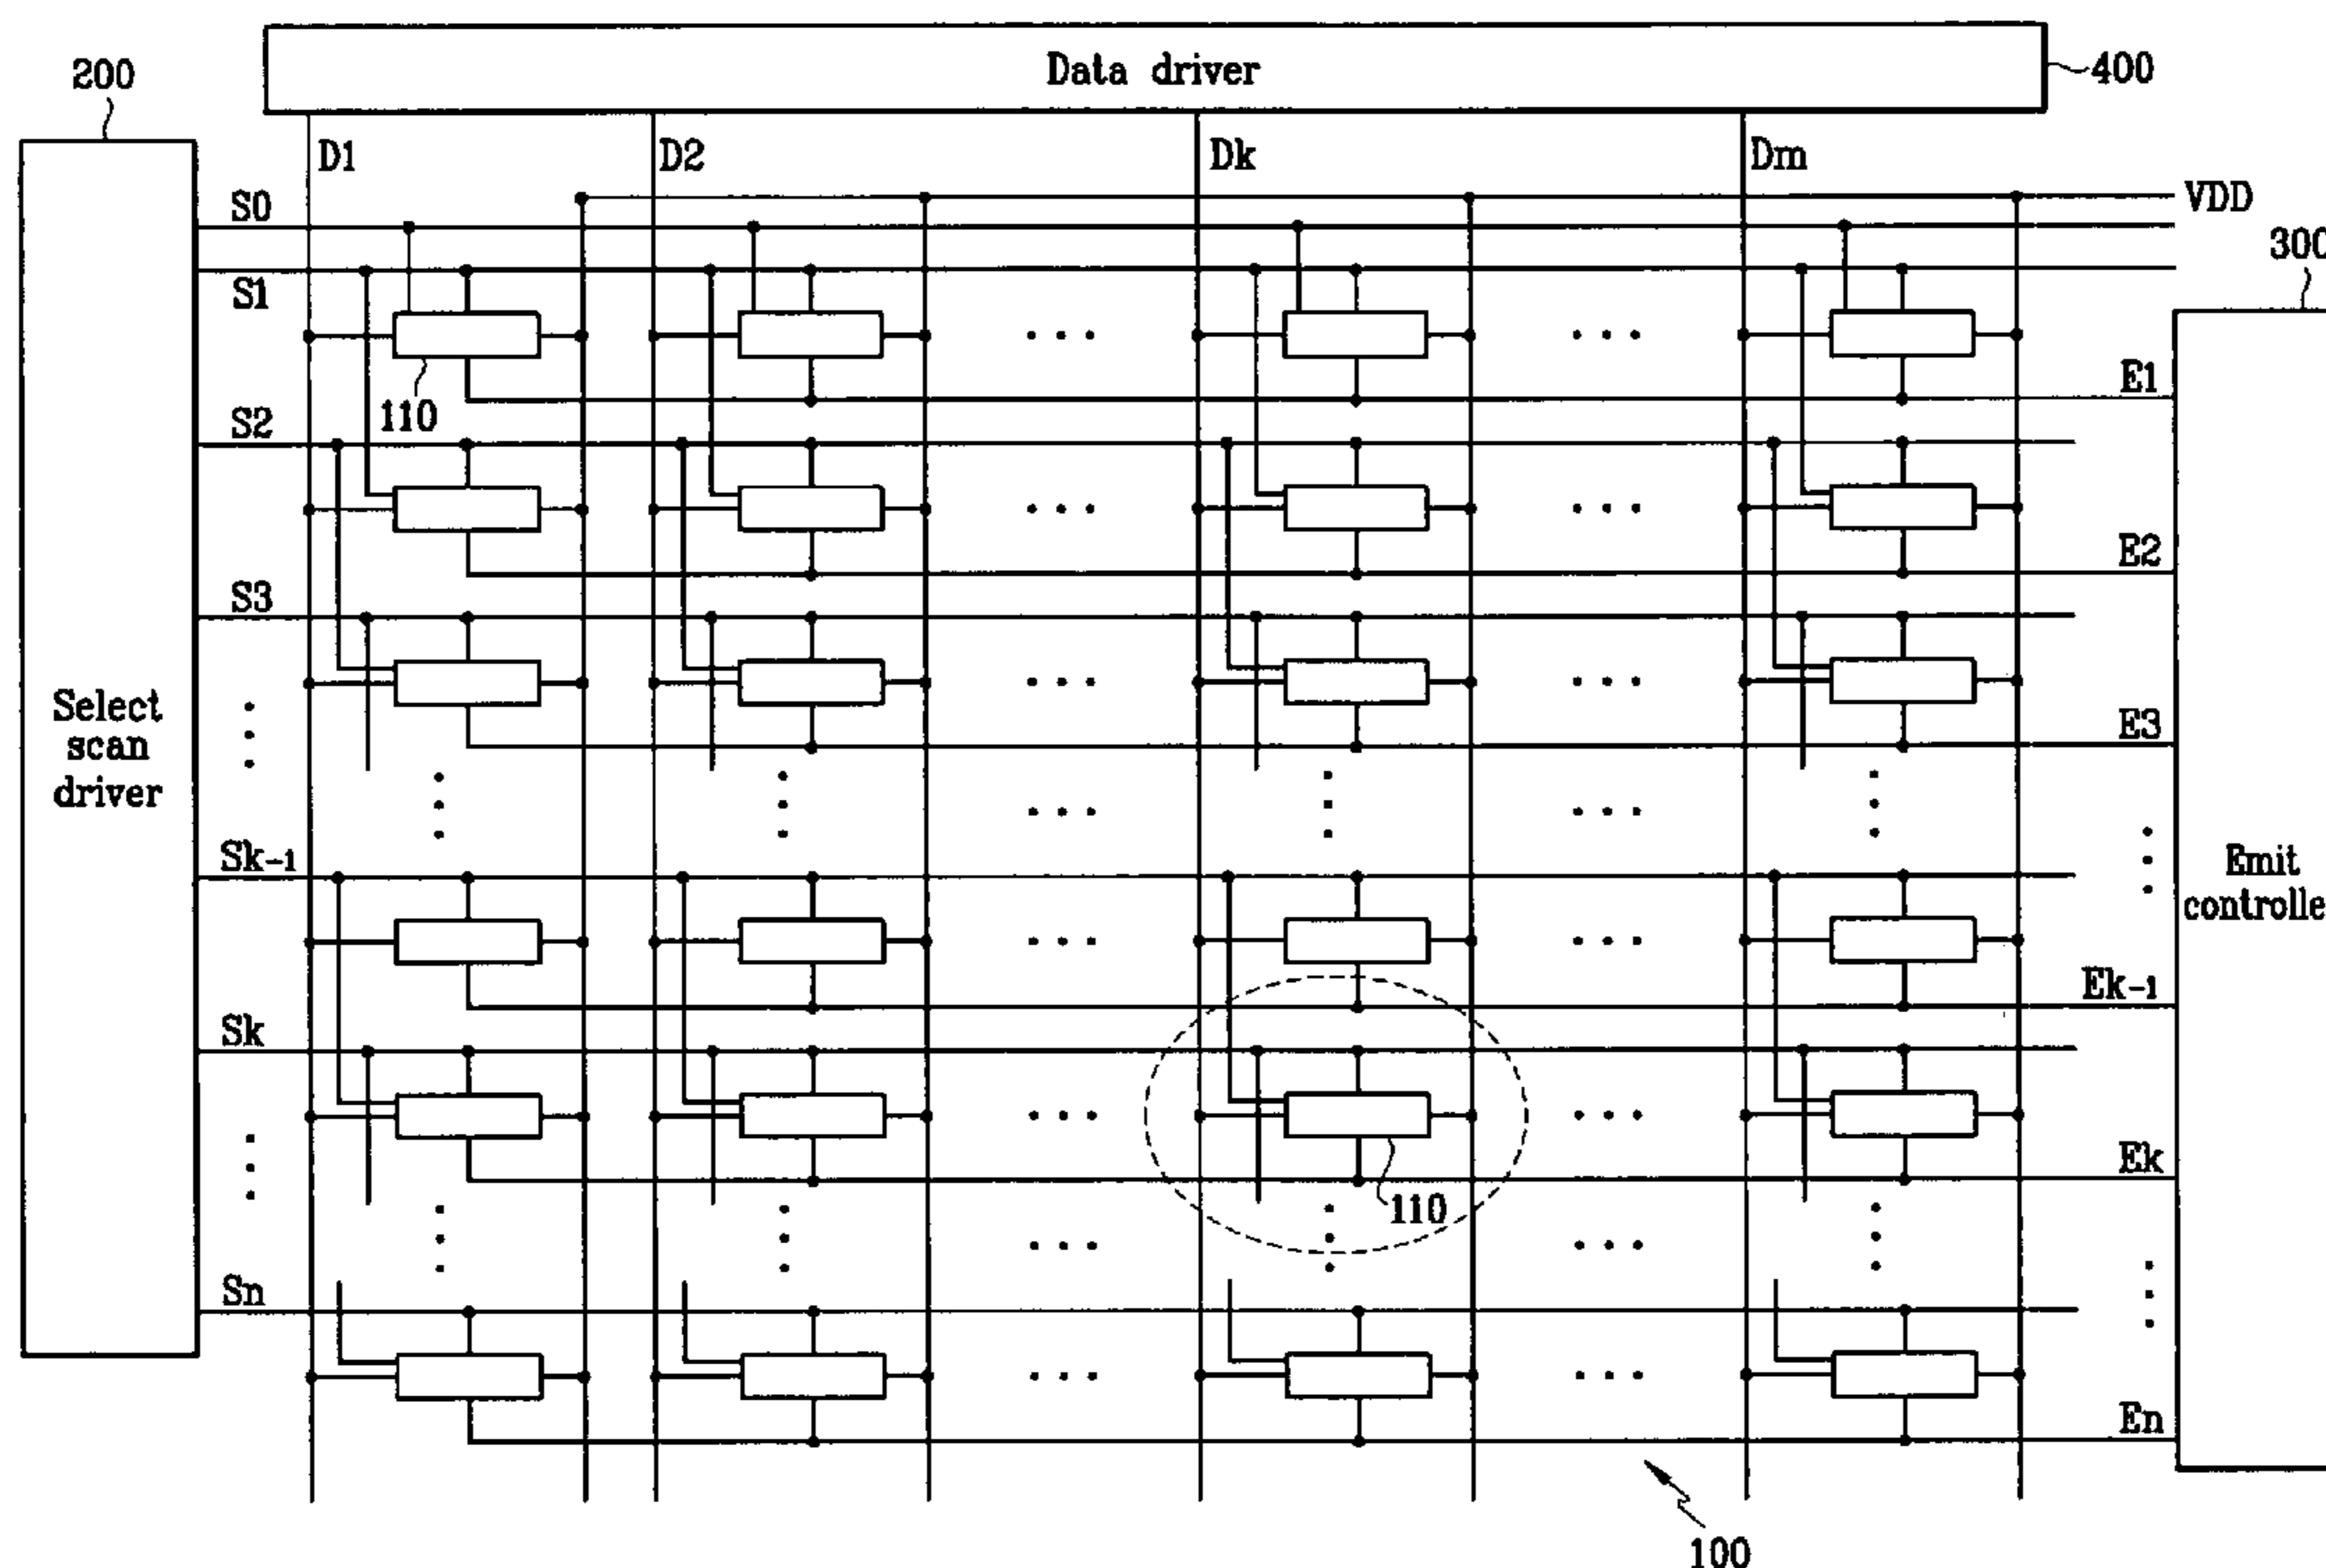 Data driver
400
200
D1
D2
Dk
Dm
VDD
S0
S1
300
110
E1
S2
E2
S3
E3
Select
scan
driver
Sk-1
Emit
controlle
Ek-1
Sk
Ek
110
Sn
En
100